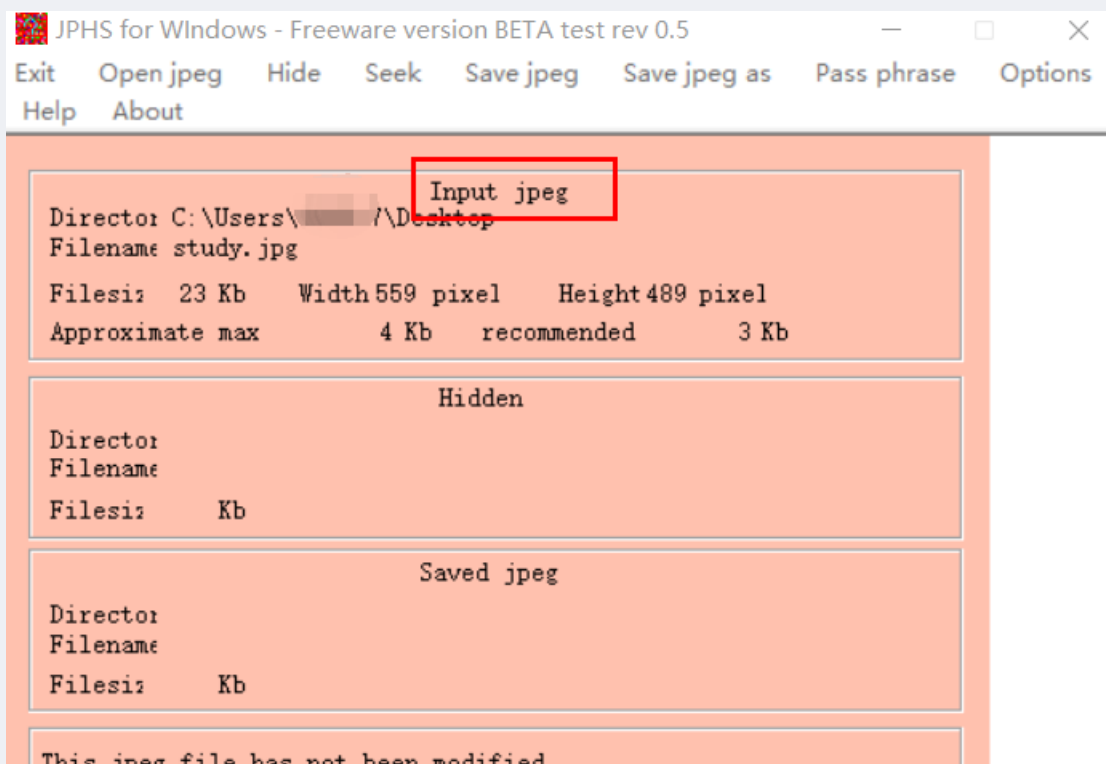 JPHS for WIndows - Freeware version BETA test rev 0.5
Exit Open jpeg Hide Seek Save jpeg Save jpeg as Pass phrase Options
Help About
Input jpeg
Director C:\Users\ 7\Desktop
Filename study.jpg
Filesiz 23 Kb Width 559 pixel Height 489 pixel
Approximate max 4 Kb recommended 3 Kb
Hidden
Director
Filename
Filesiz Kb
Saved jpeg
Director
Filename
Filesiz Kb
This jpeg file has not been modified